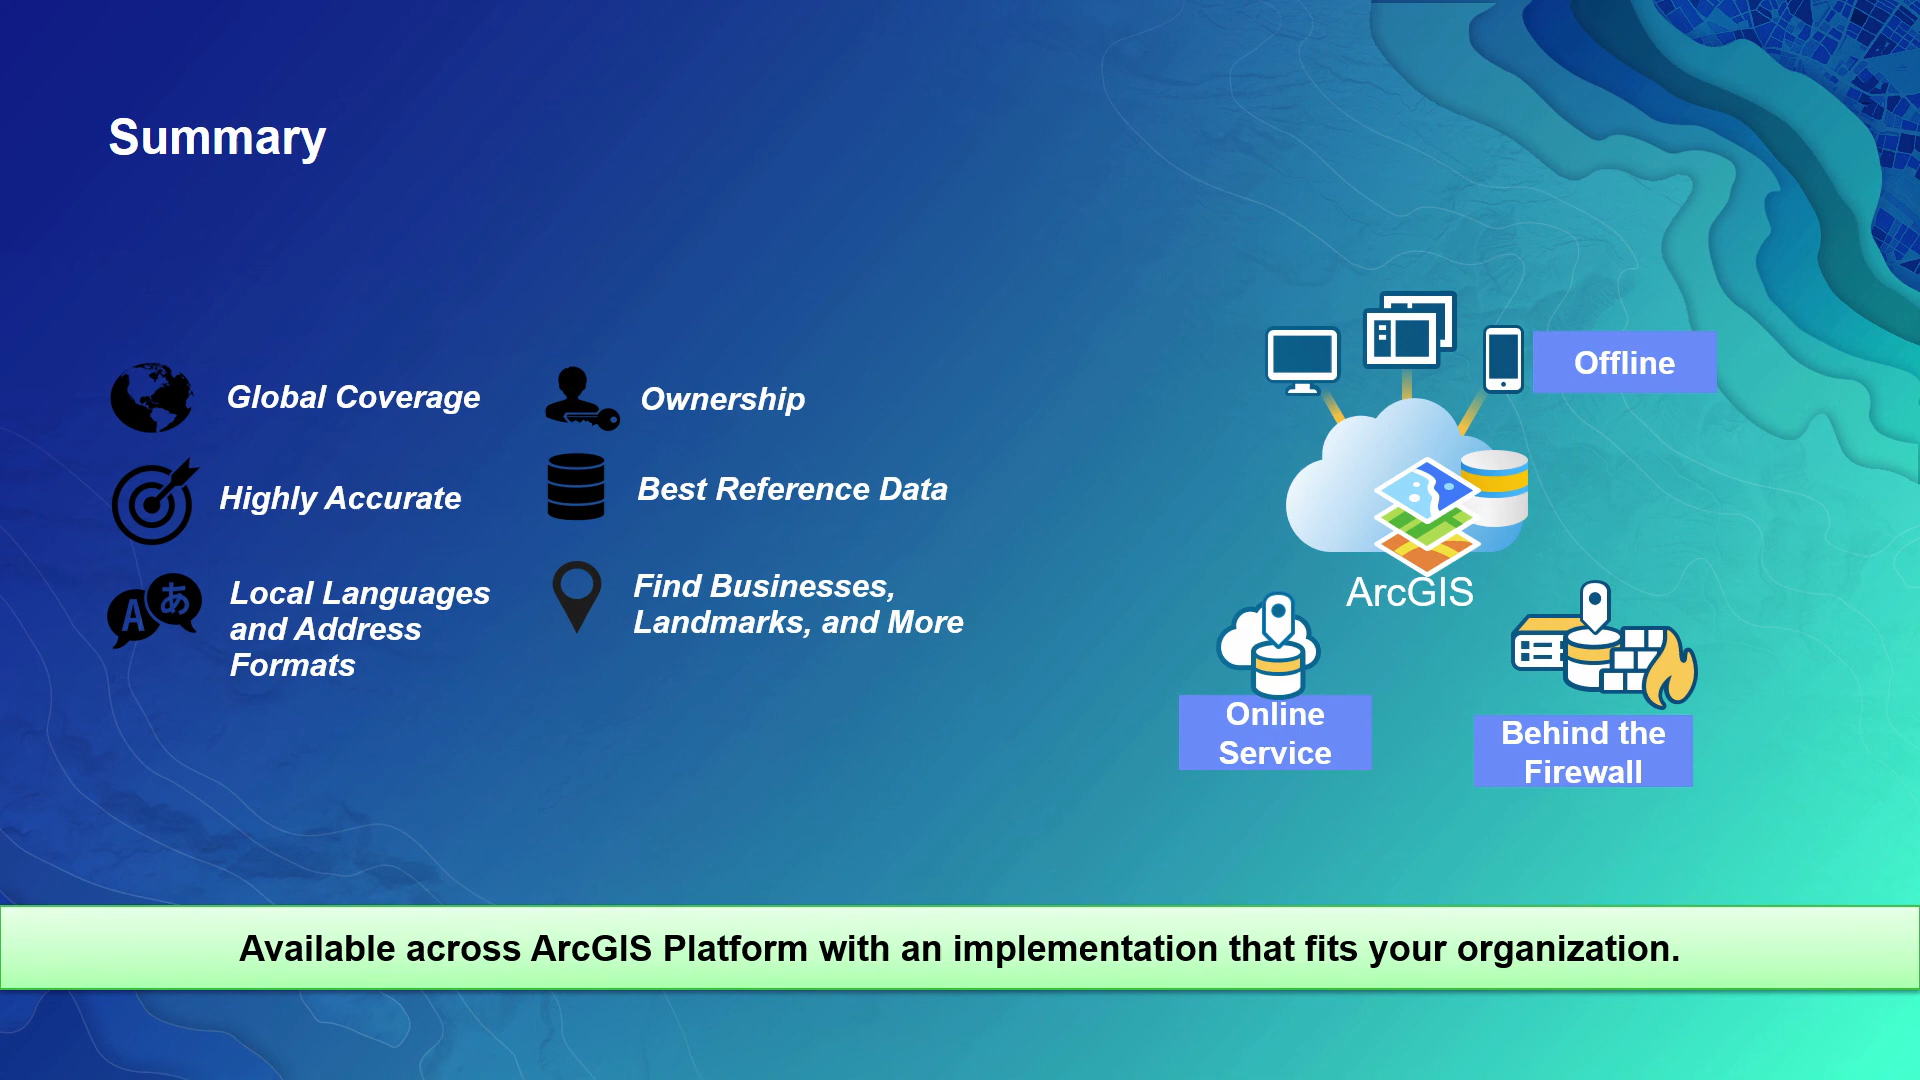 Summary
Global Coverage
Highly Accurate
A あ
Local Languages
and Address
Formats
Ownership
Best Reference Data
Find Businesses,
Landmarks, and More
Offline
ArcGIS
Online
Service
Behind the
Firewall
Available across ArcGIS Platform with an implementation that fits your organization.